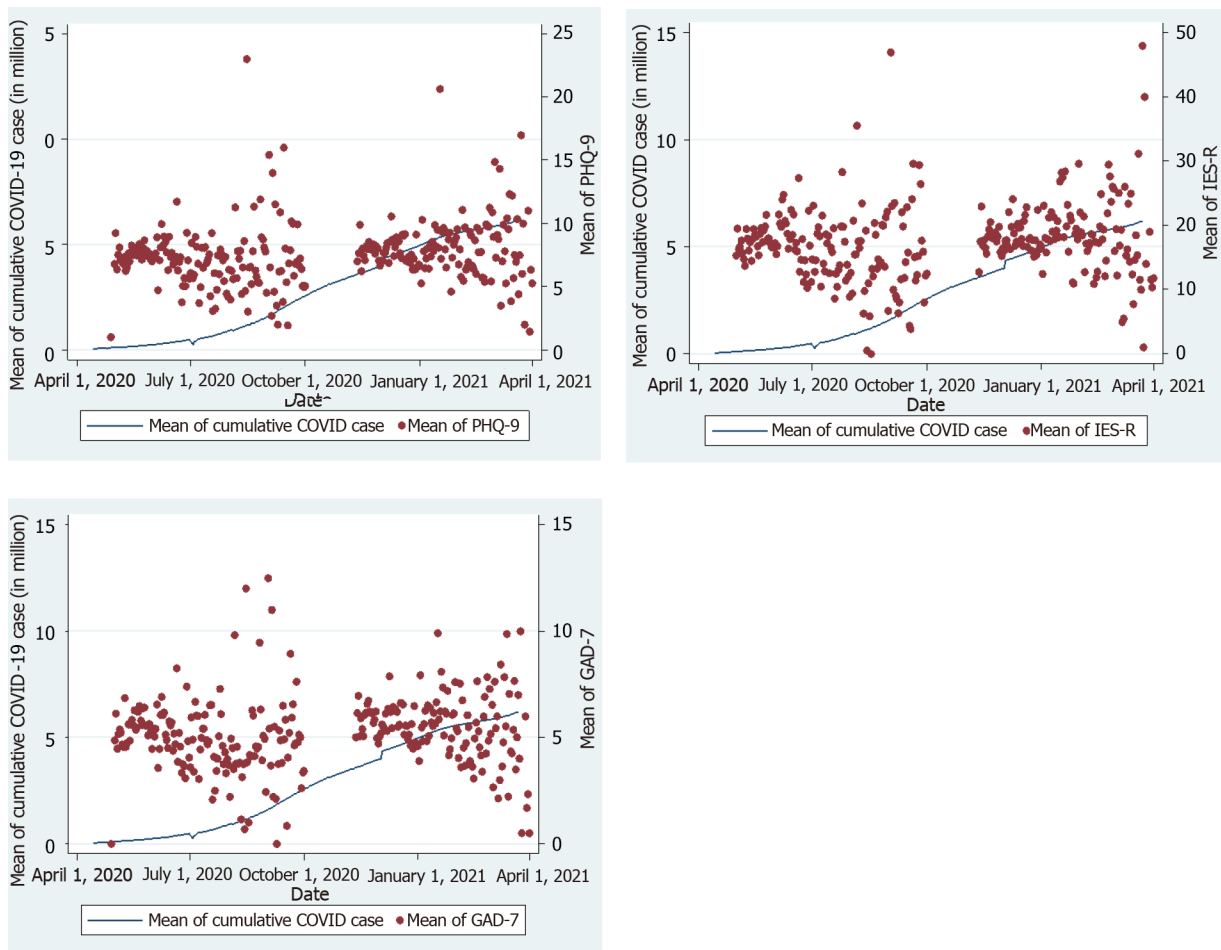 Mean of cumulative COVID-19 case (in million)
5
0
5
0
25
20
15
10
5
0
Mean of PHQ-9
April 1, 2020 July 1, 2020 October 1, 2020 January 1, 2021 April 1, 2021
Date
Mean of cumulative COVID case Mean of PHQ-9
Mean of cumulative COVID case (in million)
15
10
5
0
50
40
30
20
10
0
Mean of IES-R
April 1, 2020 July 1, 2020 October 1, 2020 January 1, 2021 April 1, 2021
Date
Mean of cumulative COVID case Mean of IES-R
Mean of cumulative COVID -19 case (in million)
15
10
5
0
15
10
5
0
Mean of GAD-7
April 1, 2020 July 1, 2020 October 1, 2020 January 1, 2021 April 1, 2021
Date
Mean of cumulative COVID case Mean of GAD-7